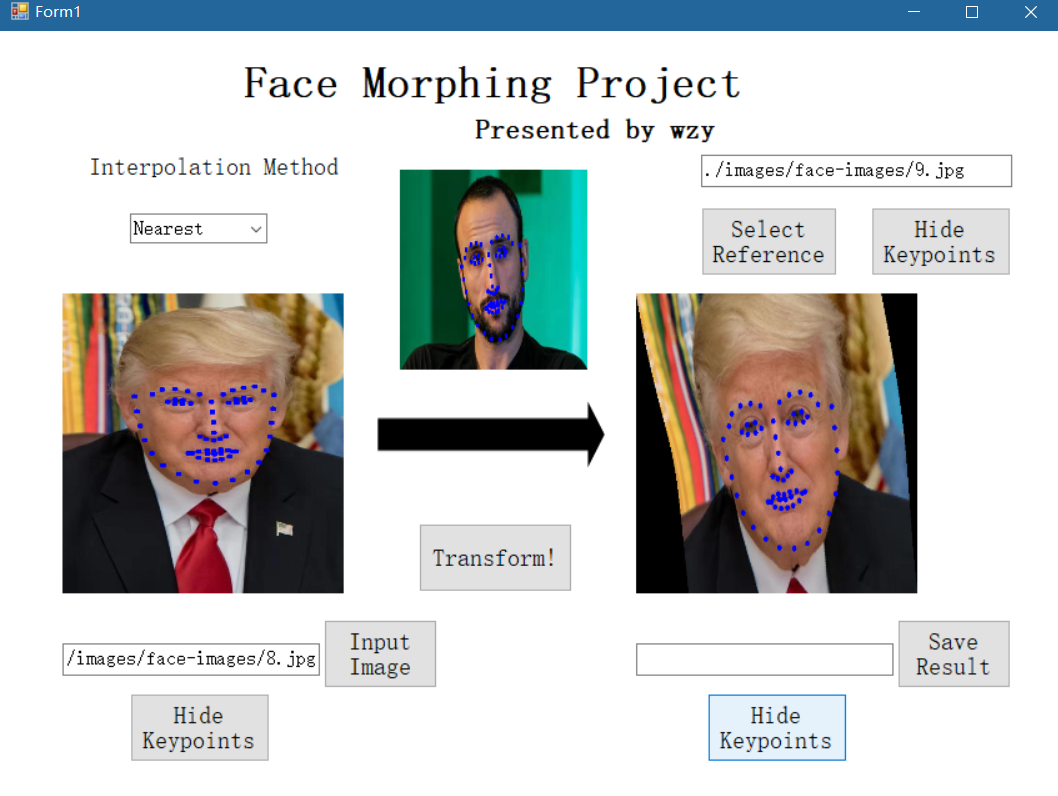 Form1
Face Morphing Project
Presented by wzy
Interpolation Method
Nearest
./images/face-images/9.jpg
Select
Reference
Hide
Keypoints
Transform!
/images/face-images/8.jpg
Input
Image
Save
Result
Hide
Keypoints
Hide
Keypoints